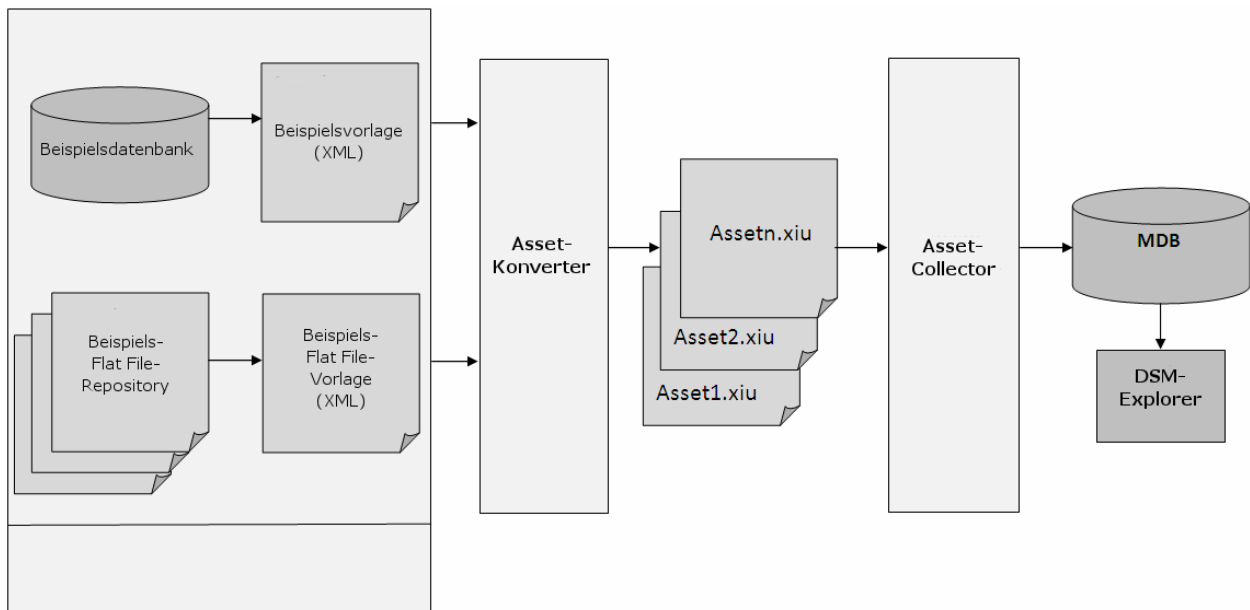 Beispielsdatenbank
Beispielsvorlage
(XML)
Beispiels-
Flat File-
Repository
Beispiels-
Flat File-
Vorlage
(XML)
Asset-
Konverter
Assetn.xiu
Asset2.xiu
Asset1.xiu
Asset-
Collector
MDB
DSM-
Explorer